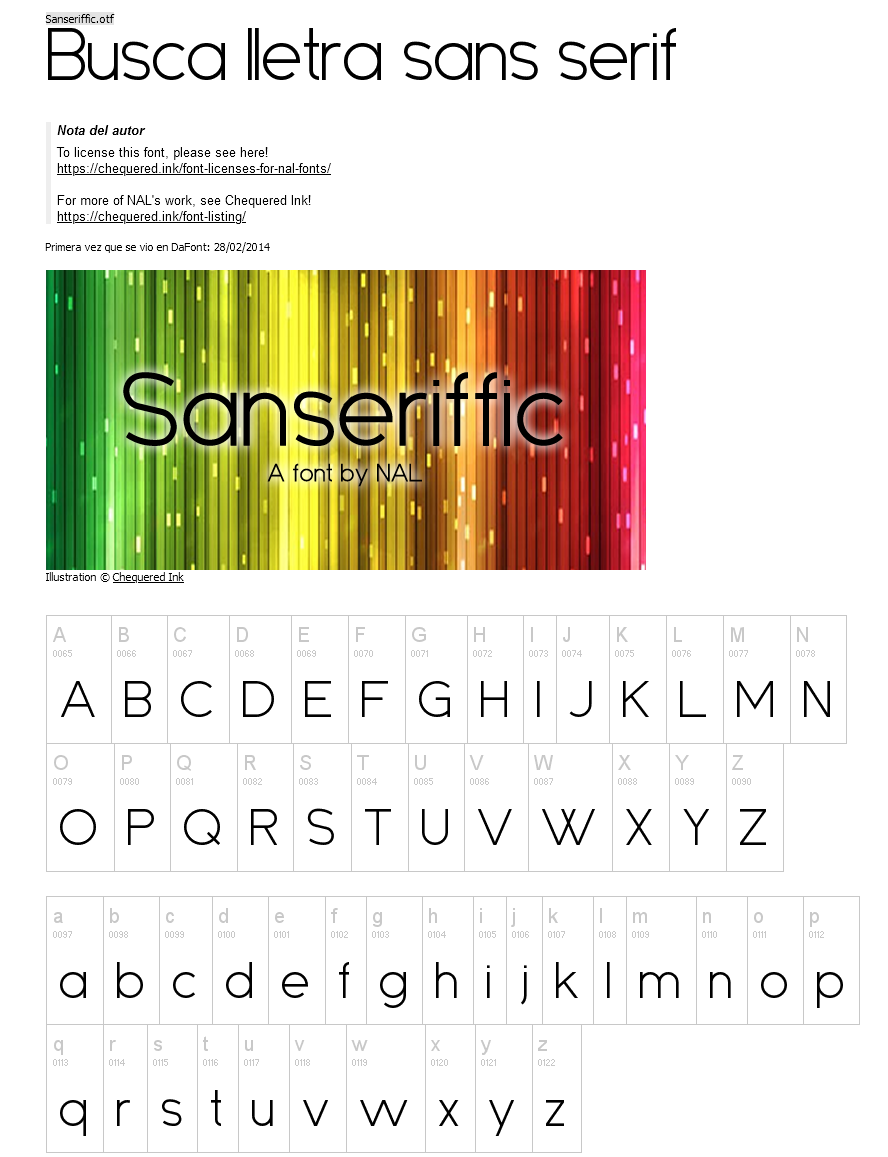 Sanseriffic.otf
Busca lletra sans serif
Nota del autor
To license this font, please see here!
https://chequered.ink/font-licenses-for-nal-fonts/
For more of NAL's work, see Chequered Ink!
https://chequered.ink/font-listing/
Primera vez que se vio en DaFont: 28/02/2014
Sanseriffic
A font by NAL
Illustration © Chequered Ink
A B C D E F G H I J K L M N
0065 0066 0067 0068 0069 0070 0071 0072 0073 0074 0075 0076 0077 0078
A B C D E F G H I J K L M N
O P Q R S T U V W X Y Z
0079 0080 0081 0082 0083 0084 0085 0086 0087 0088 0089 0090
O P Q R S T U V W X Y Z
a b c d e f g h i j k l m n o p
0097 0098 0099 0100 0101 0102 0103 0104 0105 0106 0107 0108 0109 0110 0111 0112
a b c d e f g h i j k l m n o p
q r s t u v w x y z
0113 0114 0115 0116 0117 0118 0119 0120 0121 0122
q r s t u v w x y z